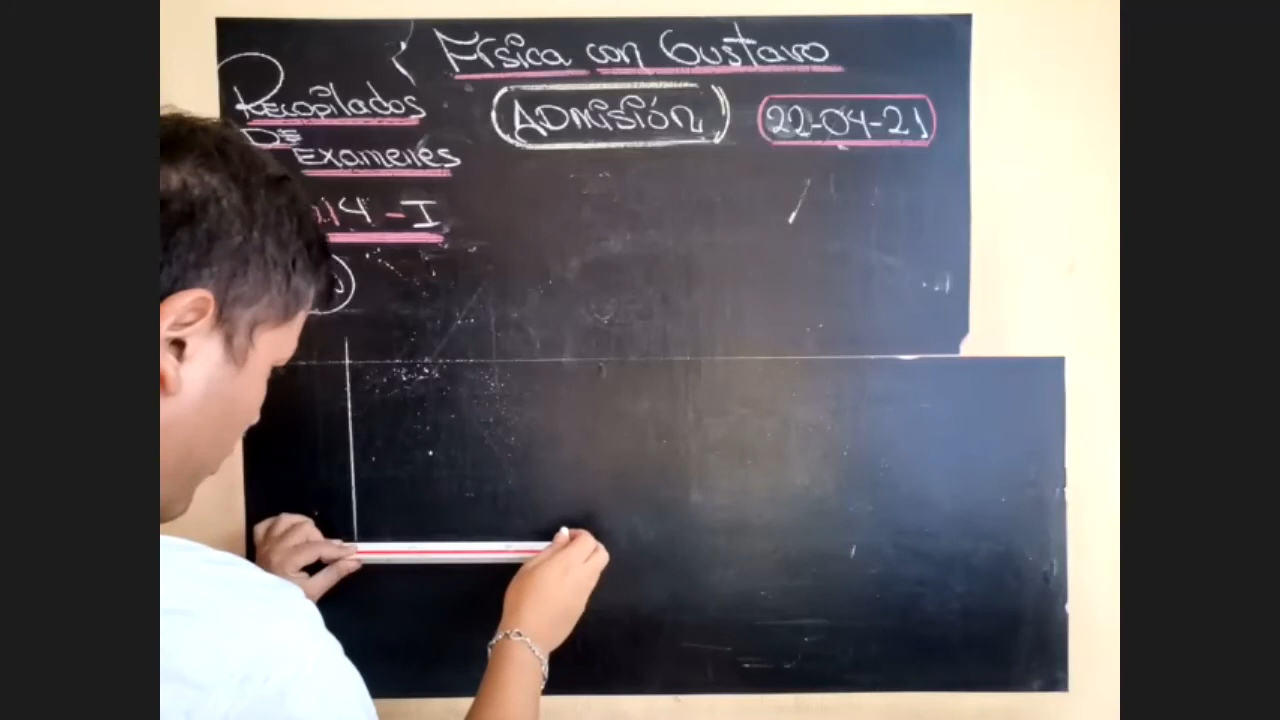 Física con Gustavo
Recopilados
DE
Examenes
ADMISIÓN
22-04-21
14-I